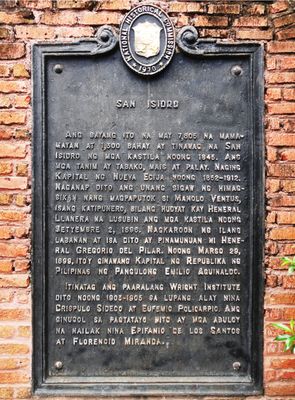 NATIONAL HISTORICAL COMMISSION
1970
SAN ISIDRO
ANG BAYANG ITO NA MAY 7,805 NA MAMA-
MAYAN AT 1,300 BAHAY AY TINAWAG NA SAN
ISIDRO NG MGA KASTILA NOONG 1845. ANG
MGA TANIM AY TABAKO, MAIS AT PALAY. NAGING
KAPITAL NG NUEVA ECIJA NOONG 1852-1912.
NAGANAP DITO ANG UNANG SIGAW NG HIMAG-
SIKAN NANG MAGPAPUTOK SI MANOLO VENTUS,
ISANG KATIPUNERO, BILANG HUDYAT KAY HENERAL
LLANERA NA LUSUBIN ANG MGA KASTILA NOONG
SETYEMBRE 2, 1896. NAGKAROON NG ILANG
LABANAN AT ISA DITO AY PINAMUNUAN NI HENE-
RAL GREGORIO DEL PILAR. NOONG MARSO 29,
1899, ITOY GINAWANG KAPITAL NG REPUBLIKA NG
PILIPINAS NG PANGULONG EMILIO AGUINALDO.
ITINATAG ANG PAARALANG WRIGHT INSTITUTE
DITO NOONG 1903-1905 SA LUPANG ALAY NINA
CRISPULO SIDECO AT EUFEMIO POLICARPIO. ANG
GINUGOL SA PAGTATAYO NITO AY MGA ABULOY
NA NAILAK NINA EPIFANIO DE LOS SANTOS
AT FLORENCIO MIRANDA.